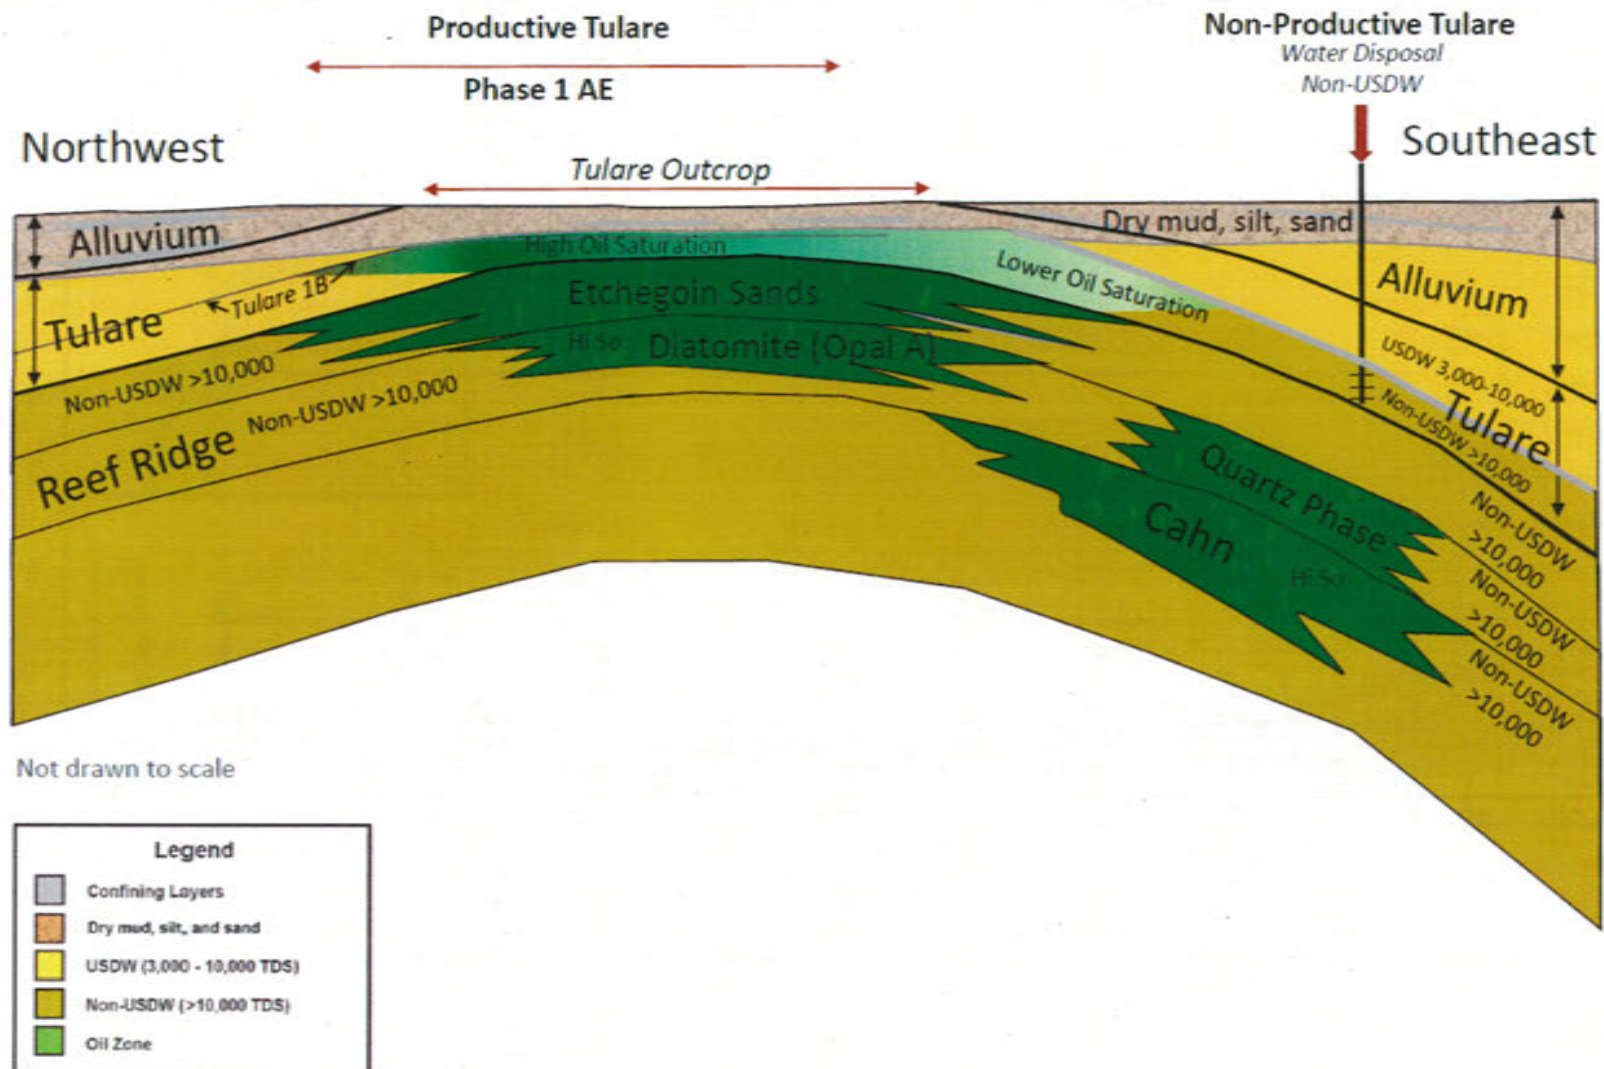 Productive Tulare
Phase 1 AE
Non-Productive Tulare
Water Disposal
Non-USDW
Northwest
Southeast
Tulare Outcrop
Alluvium
Dry mud, silt, sand
High Oil Saturation
Lower Oil Saturation
Alluvium
Tulare 1B
Tulare
Etchegoin Sands
Hi So
Diatomite (Opal A)
USDW 3,000-10,000
Tulare
Non-USDW >10,000
Non-USDW >10,000
Non-USDW >10,000
Reef Ridge
Quartz Phase
Cahn
Hi So
Non-USDW
>10,000
Non-USDW
>10,000
Non-USDW
>10,000
Not drawn to scale
Legend
Confining Layers
Dry mud, silt, and sand
USDW (3,000 - 10,000 TDS)
Non-USDW (>10,000 TDS)
Oil Zone